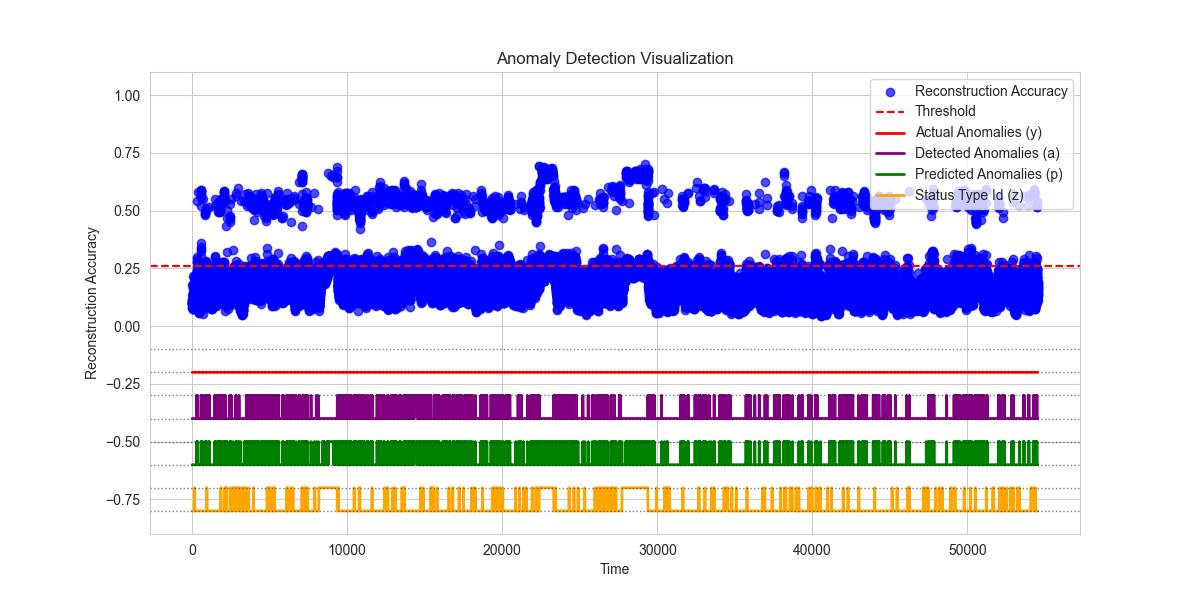 Anomaly Detection Visualization
Reconstruction Accuracy
1.00
0.75
0.50
0.25
0.00
−0.25
−0.50
−0.75
Reconstruction Accuracy
Threshold
Actual Anomalies (y)
Detected Anomalies (a)
Predicted Anomalies (p)
Status Type Id (z)
0
10000
20000
30000
40000
50000
Time